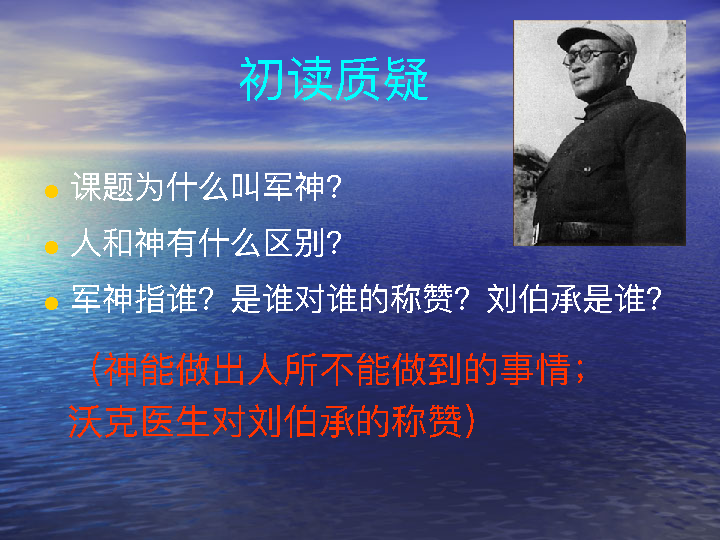 初读质疑
课题为什么叫军神？
人和神有什么区别？
军神指谁？是谁对谁的称赞？刘伯承是谁？
（神能做出人所不能做到的事情；
沃克医生对刘伯承的称赞）